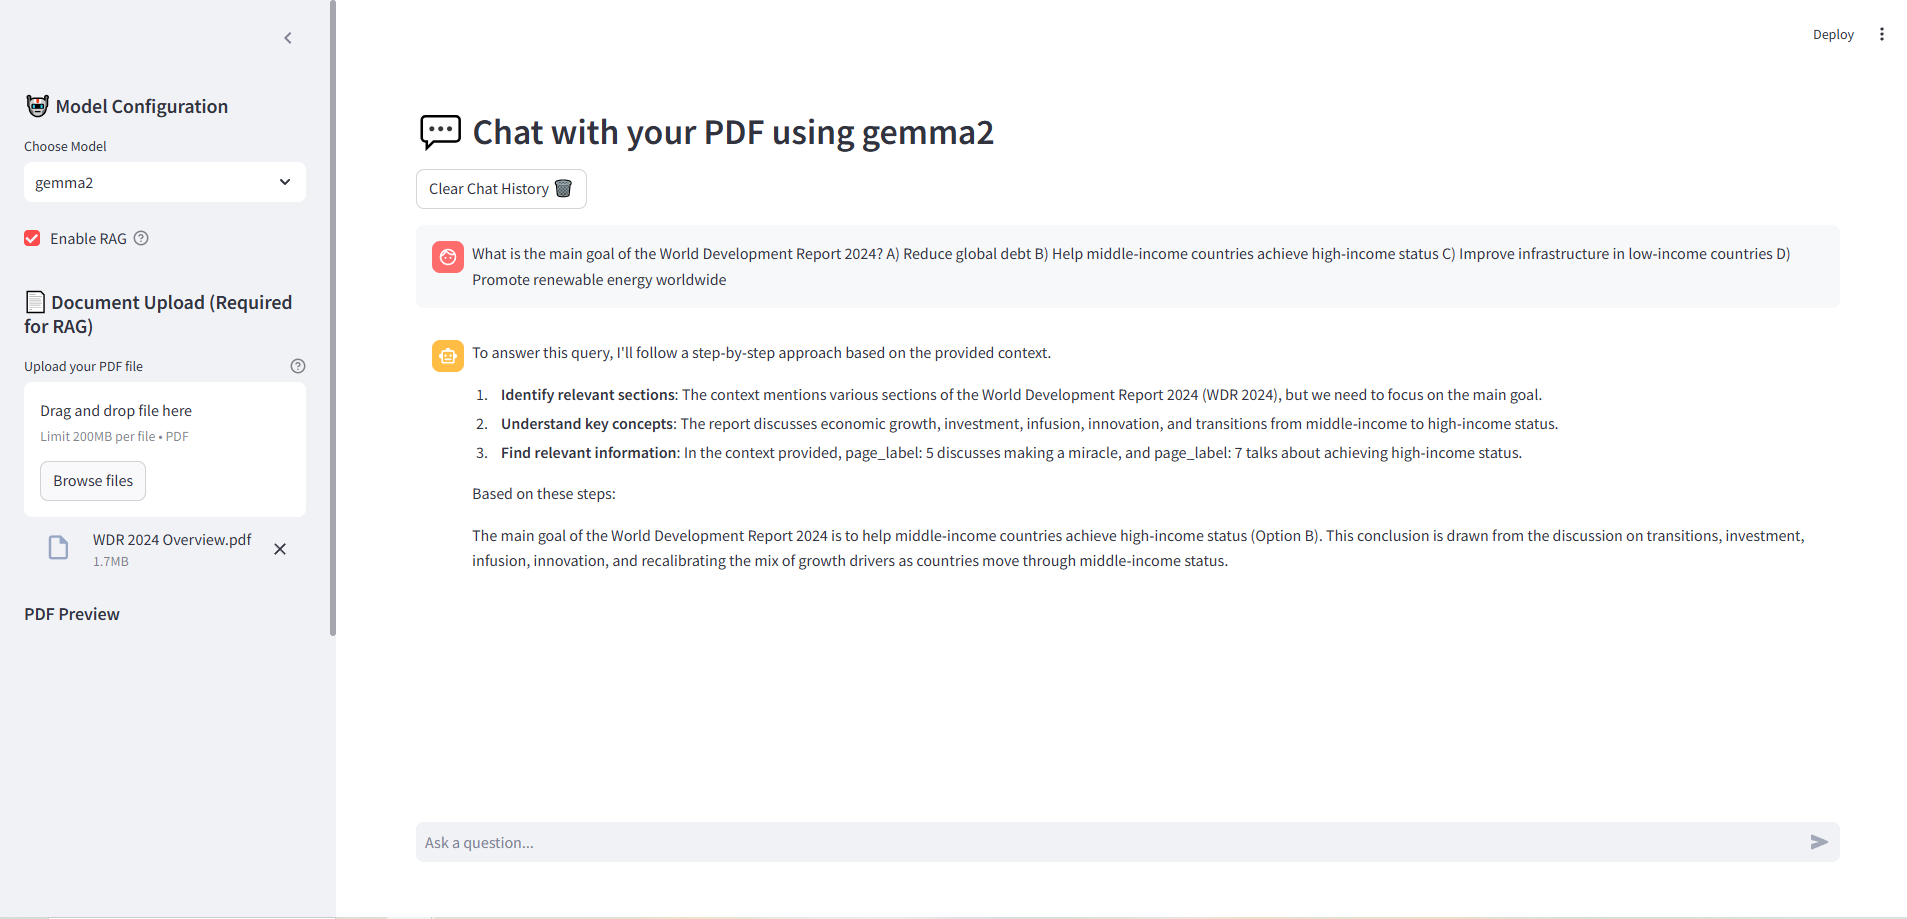 Deploy
Model Configuration
Choose Model
gemma2
Enable RAG
Document Upload (Required
for RAG)
Upload your PDF file
Drag and drop file here
Limit 200MB per file • PDF
Browse files
WDR 2024 Overview.pdf
1.7MB
PDF Preview
Chat with your PDF using gemma2
Clear Chat History
What is the main goal of the World Development Report 2024? A) Reduce global debt B) Help middle-income countries achieve high-income status C) Improve infrastructure in low-income countries D)
Promote renewable energy worldwide
To answer this query, I'll follow a step-by-step approach based on the provided context.
1. Identify relevant sections: The context mentions various sections of the World Development Report 2024 (WDR 2024), but we need to focus on the main goal.
2. Understand key concepts: The report discusses economic growth, investment, infusion, innovation, and transitions from middle-income to high-income status.
3. Find relevant information: In the context provided, page_label: 5 discusses making a miracle, and page_label: 7 talks about achieving high-income status.
Based on these steps:
The main goal of the World Development Report 2024 is to help middle-income countries achieve high-income status (Option B). This conclusion is drawn from the discussion on transitions, investment,
infusion, innovation, and recalibrating the mix of growth drivers as countries move through middle-income status.
Ask a question...